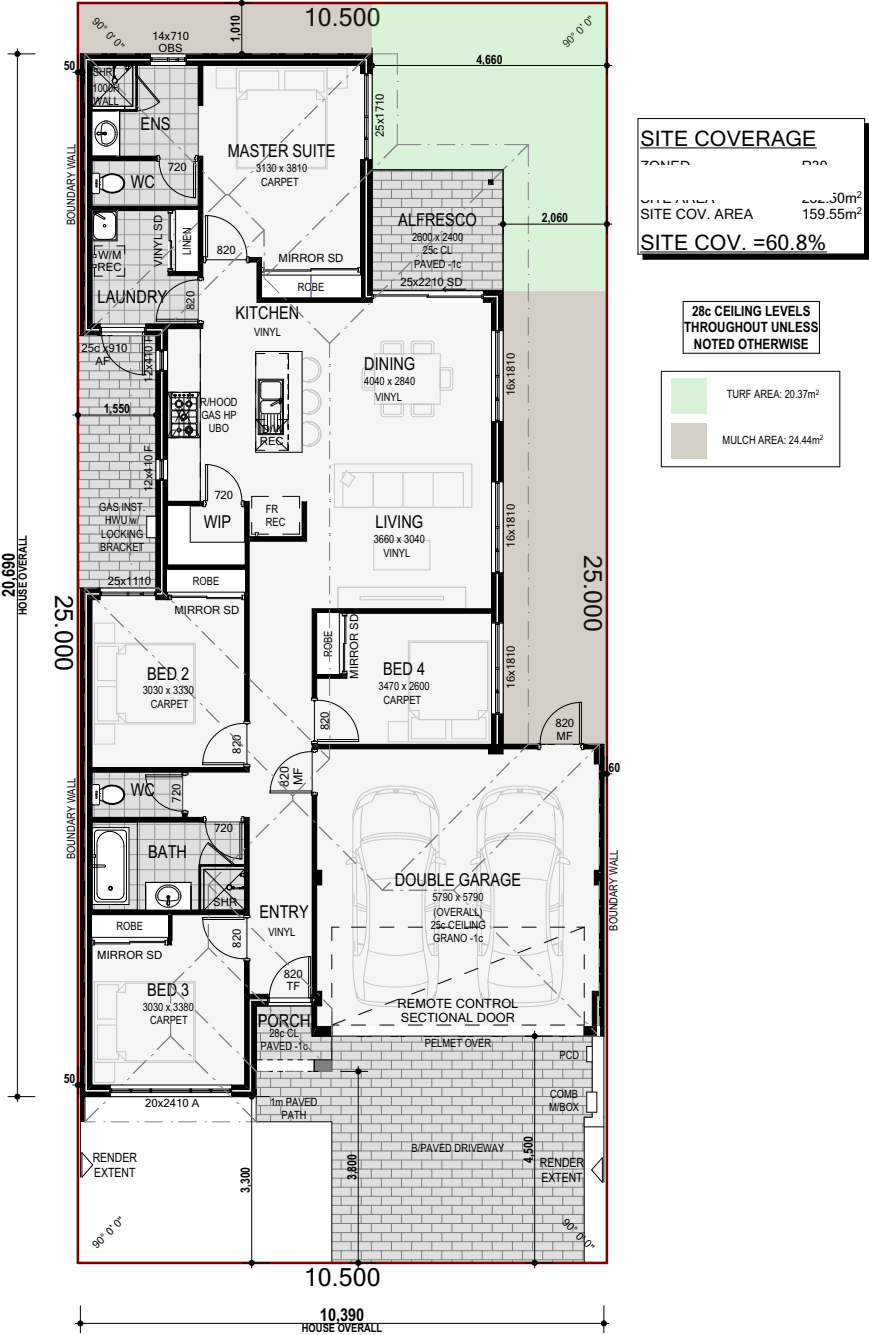 10.500
90° 0' 0"
90° 0' 0"
1,010
14x710
OBS
4,660
50
SHR
1000H
WALL
ENS
25x1710
MASTER SUITE
3130 x 3810
CARPET
720
WC
BOUNDARY WALL
VINYL SD
LINEN
W/M
REC
820
MIRROR SD
ROBE
LAUNDRY
820
ALFRESCO
2600 x 2400
25c CL
PAVED -1c
25x2210 SD
2,060
KITCHEN
VINYL
25c x910
AF
12x410 F
1,550
R/HOOD
GAS HP
UBO
REC
DINING
4040 x 2840
VINYL
16x1810
12x410 F
720
WIP
FR
REC
GAS INST.
HWU w/
LOCKING
BRACKET
LIVING
3660 x 3040
VINYL
16x1810
20,690
HOUSE OVERALL
25.000
25.000
25x1110
ROBE
MIRROR SD
BED 2
3030 x 3330
CARPET
820
ROBE
MIRROR SD
BED 4
3470 x 2600
CARPET
820
16x1810
820
MF
820
MF
60
WC
720
BOUNDARY WALL
720
BATH
SHR
ENTRY
VINYL
DOUBLE GARAGE
5790 x 5790
(OVERALL)
25c CEILING
GRANO -1c
BOUNDARY WALL
ROBE
MIRROR SD
820
BED 3
3030 x 3380
CARPET
820
TF
REMOTE CONTROL
SECTIONAL DOOR
PORCH
28c CL
PAVED -1c
PELMET OVER
PCD
50
20x2410 A
1m PAVED
PATH
COMB
M/BOX
B/PAVED DRIVEWAY
RENDER
EXTENT
RENDER
EXTENT
3,300
3,800
4,500
90° 0' 0"
90° 0' 0"
10.500
10,390
HOUSE OVERALL
SITE COVERAGE
SITE COV. AREA 159.55m²
SITE COV. =60.8%
28c CEILING LEVELS
THROUGHOUT UNLESS
NOTED OTHERWISE
TURF AREA: 20.37m²
MULCH AREA: 24.44m²